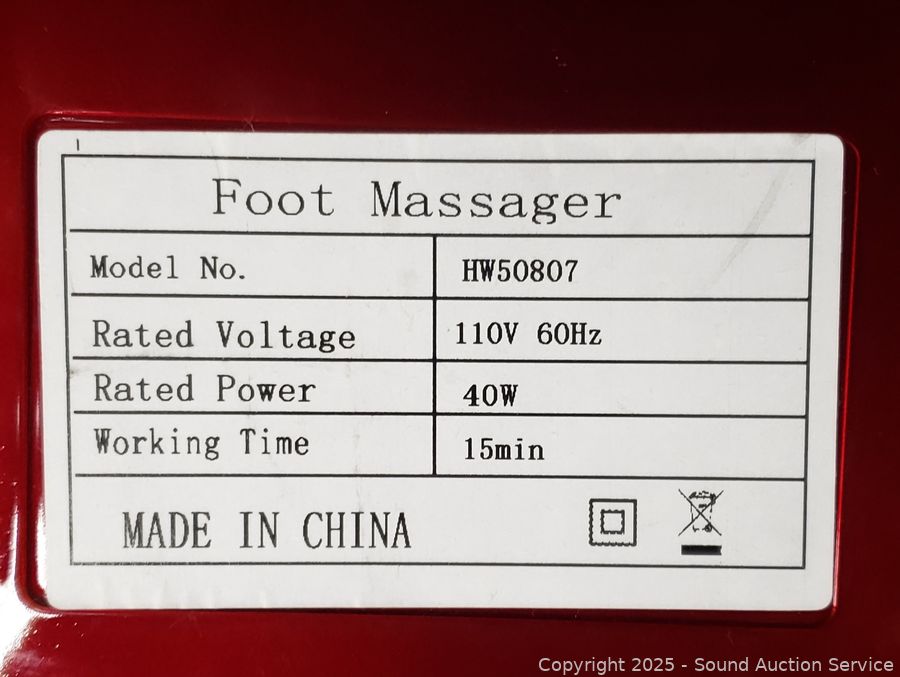 Foot Massager
Model No. HW50807
Rated Voltage 110V 60Hz
Rated Power 40W
Working Time 15min
MADE IN CHINA
Copyright 2025 - Sound Auction Service